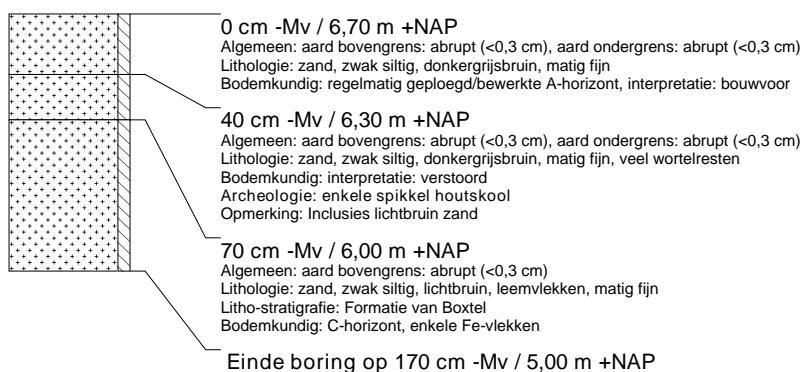 0 cm -Mv / 6,70 m +NAP
Algemeen: aard bovengrens: abrupt (<0,3 cm), aard ondergrens: abrupt (<0,3 cm)
Lithologie: zand, zwak siltig, donkergrijsbruin, matig fijn
Bodemkundig: regelmatig geploegd/bewerkte A-horizont, interpretatie: bouwvoor
40 cm -Mv / 6,30 m +NAP
Algemeen: aard bovengrens: abrupt (<0,3 cm), aard ondergrens: abrupt (<0,3 cm)
Lithologie: zand, zwak siltig, donkergrijsbruin, matig fijn, veel wortelresten
Bodemkundig: interpretatie: verstoord
Archeologie: enkele spikkel houtskool
Opmerking: Inclusies lichtbruin zand
70 cm -Mv / 6,00 m +NAP
Algemeen: aard bovengrens: abrupt (<0,3 cm)
Lithologie: zand, zwak siltig, lichtbruin, leemvlekken, matig fijn
Litho-stratigrafie: Formatie van Boxtel
Bodemkundig: C-horizont, enkele Fe-vlekken
Einde boring op 170 cm -Mv / 5,00 m +NAP